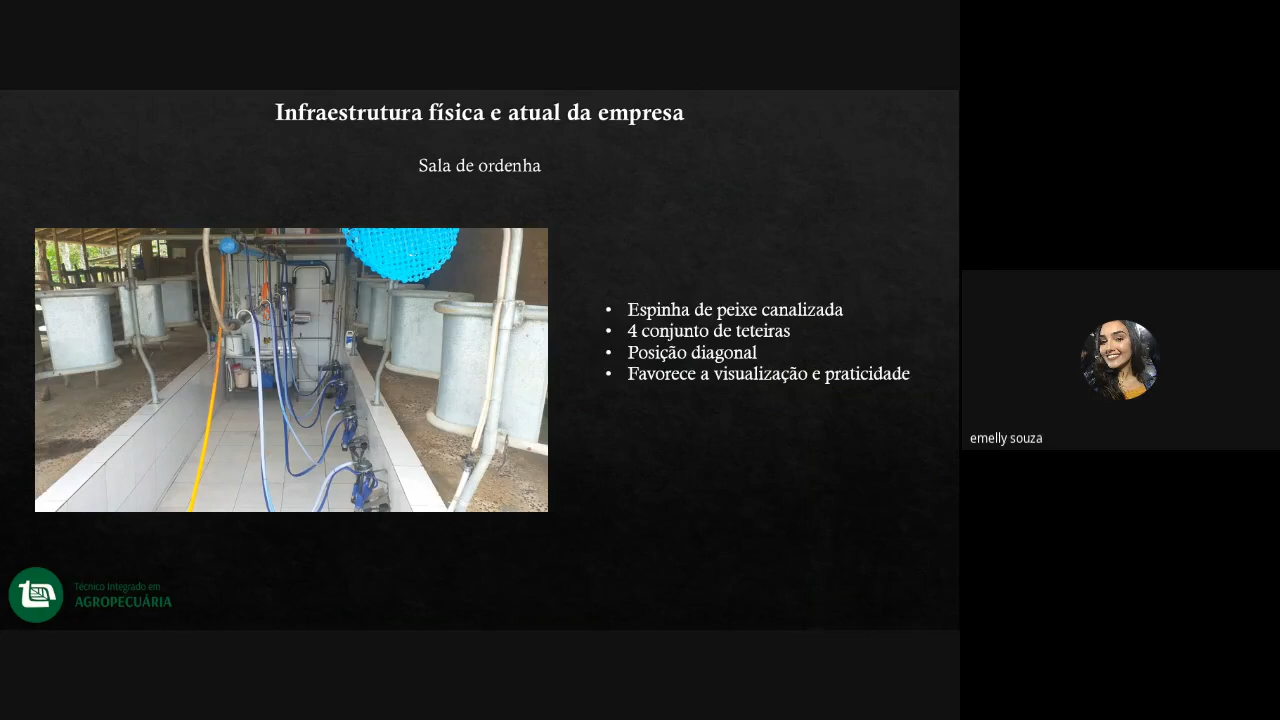 Infraestrutura física e atual da empresa
Sala de ordenha
• Espinha de peixe canalizada
• 4 conjunto de teteiras
• Posição diagonal
• Favorece a visualização e praticidade
emelly souza
Técnico Integrado em
AGROPECUÁRIA